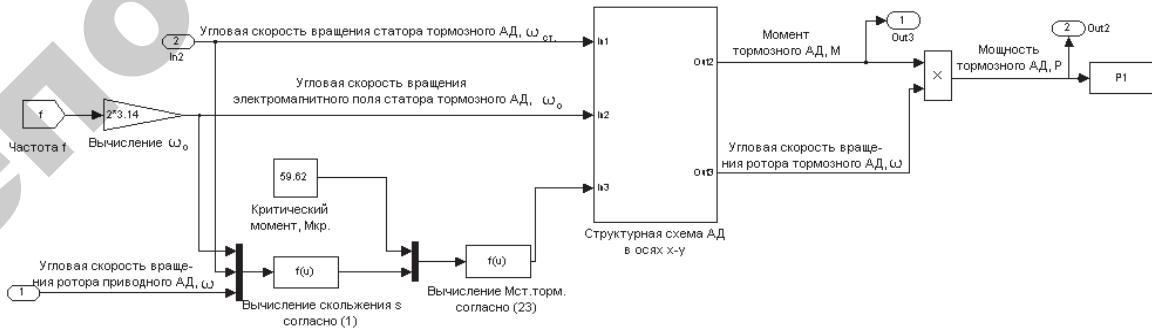 Угловая скорость вращения статора тормозного АД, ω ст.
2
In2
Угловая скорость вращения
электромагнитного поля статора тормозного АД, ω₀
f
Частота f
2*3.14
Вычисление ω₀
59.62
Критический
момент, Мкр.
Угловая скорость враще-
ния ротора приводного АД, ω
1
f(u)
Вычисление скольжения s
согласно (1)
f(u)
Вычисление Мст.торм.
согласно (23)
In1
In2
In3
Out2
Out3
Структурная схема АД
в осях х-у
Момент
тормозного АД, М
1
Out3
Угловая скорость враще-
ния ротора тормозного АД, ω
×
Мощность
тормозного АД, Р
2
Out2
P1